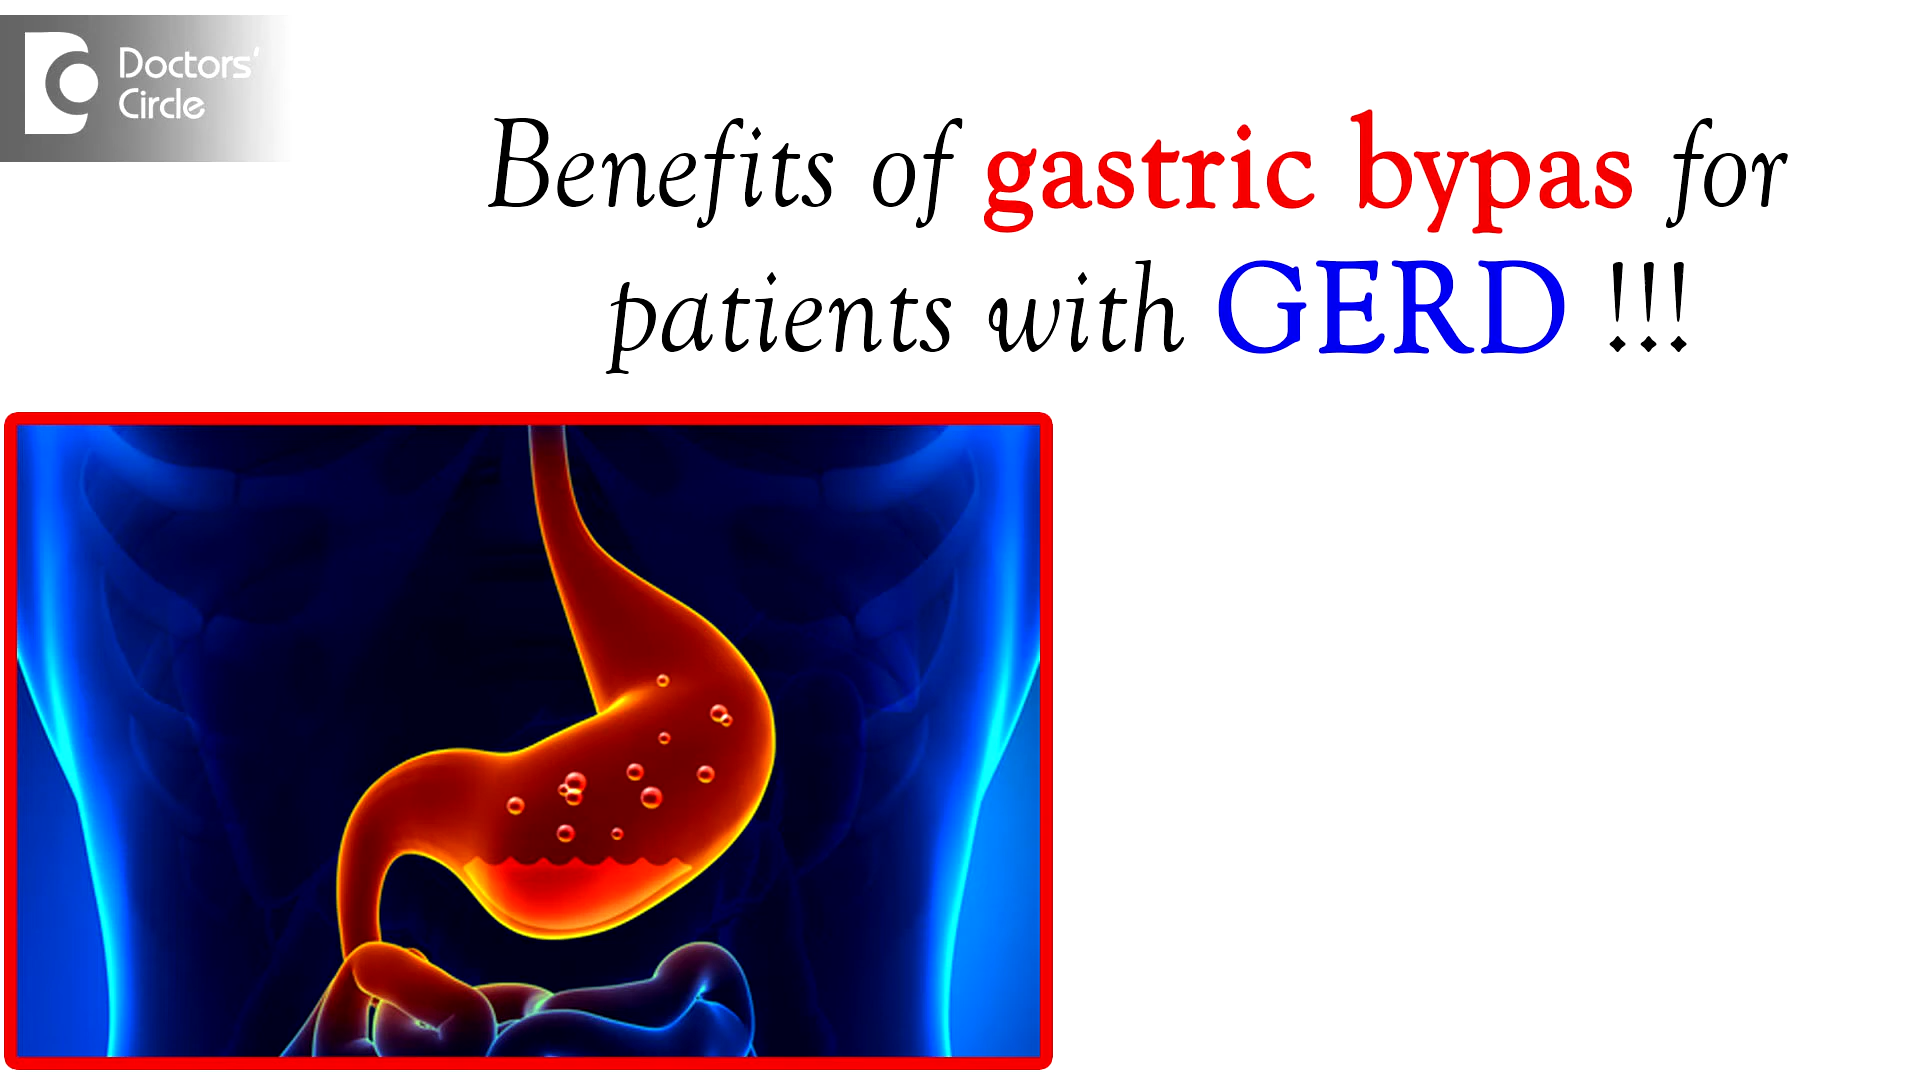 Doctors'
Circle
Benefits of gastric bypas for
patients with GERD !!!